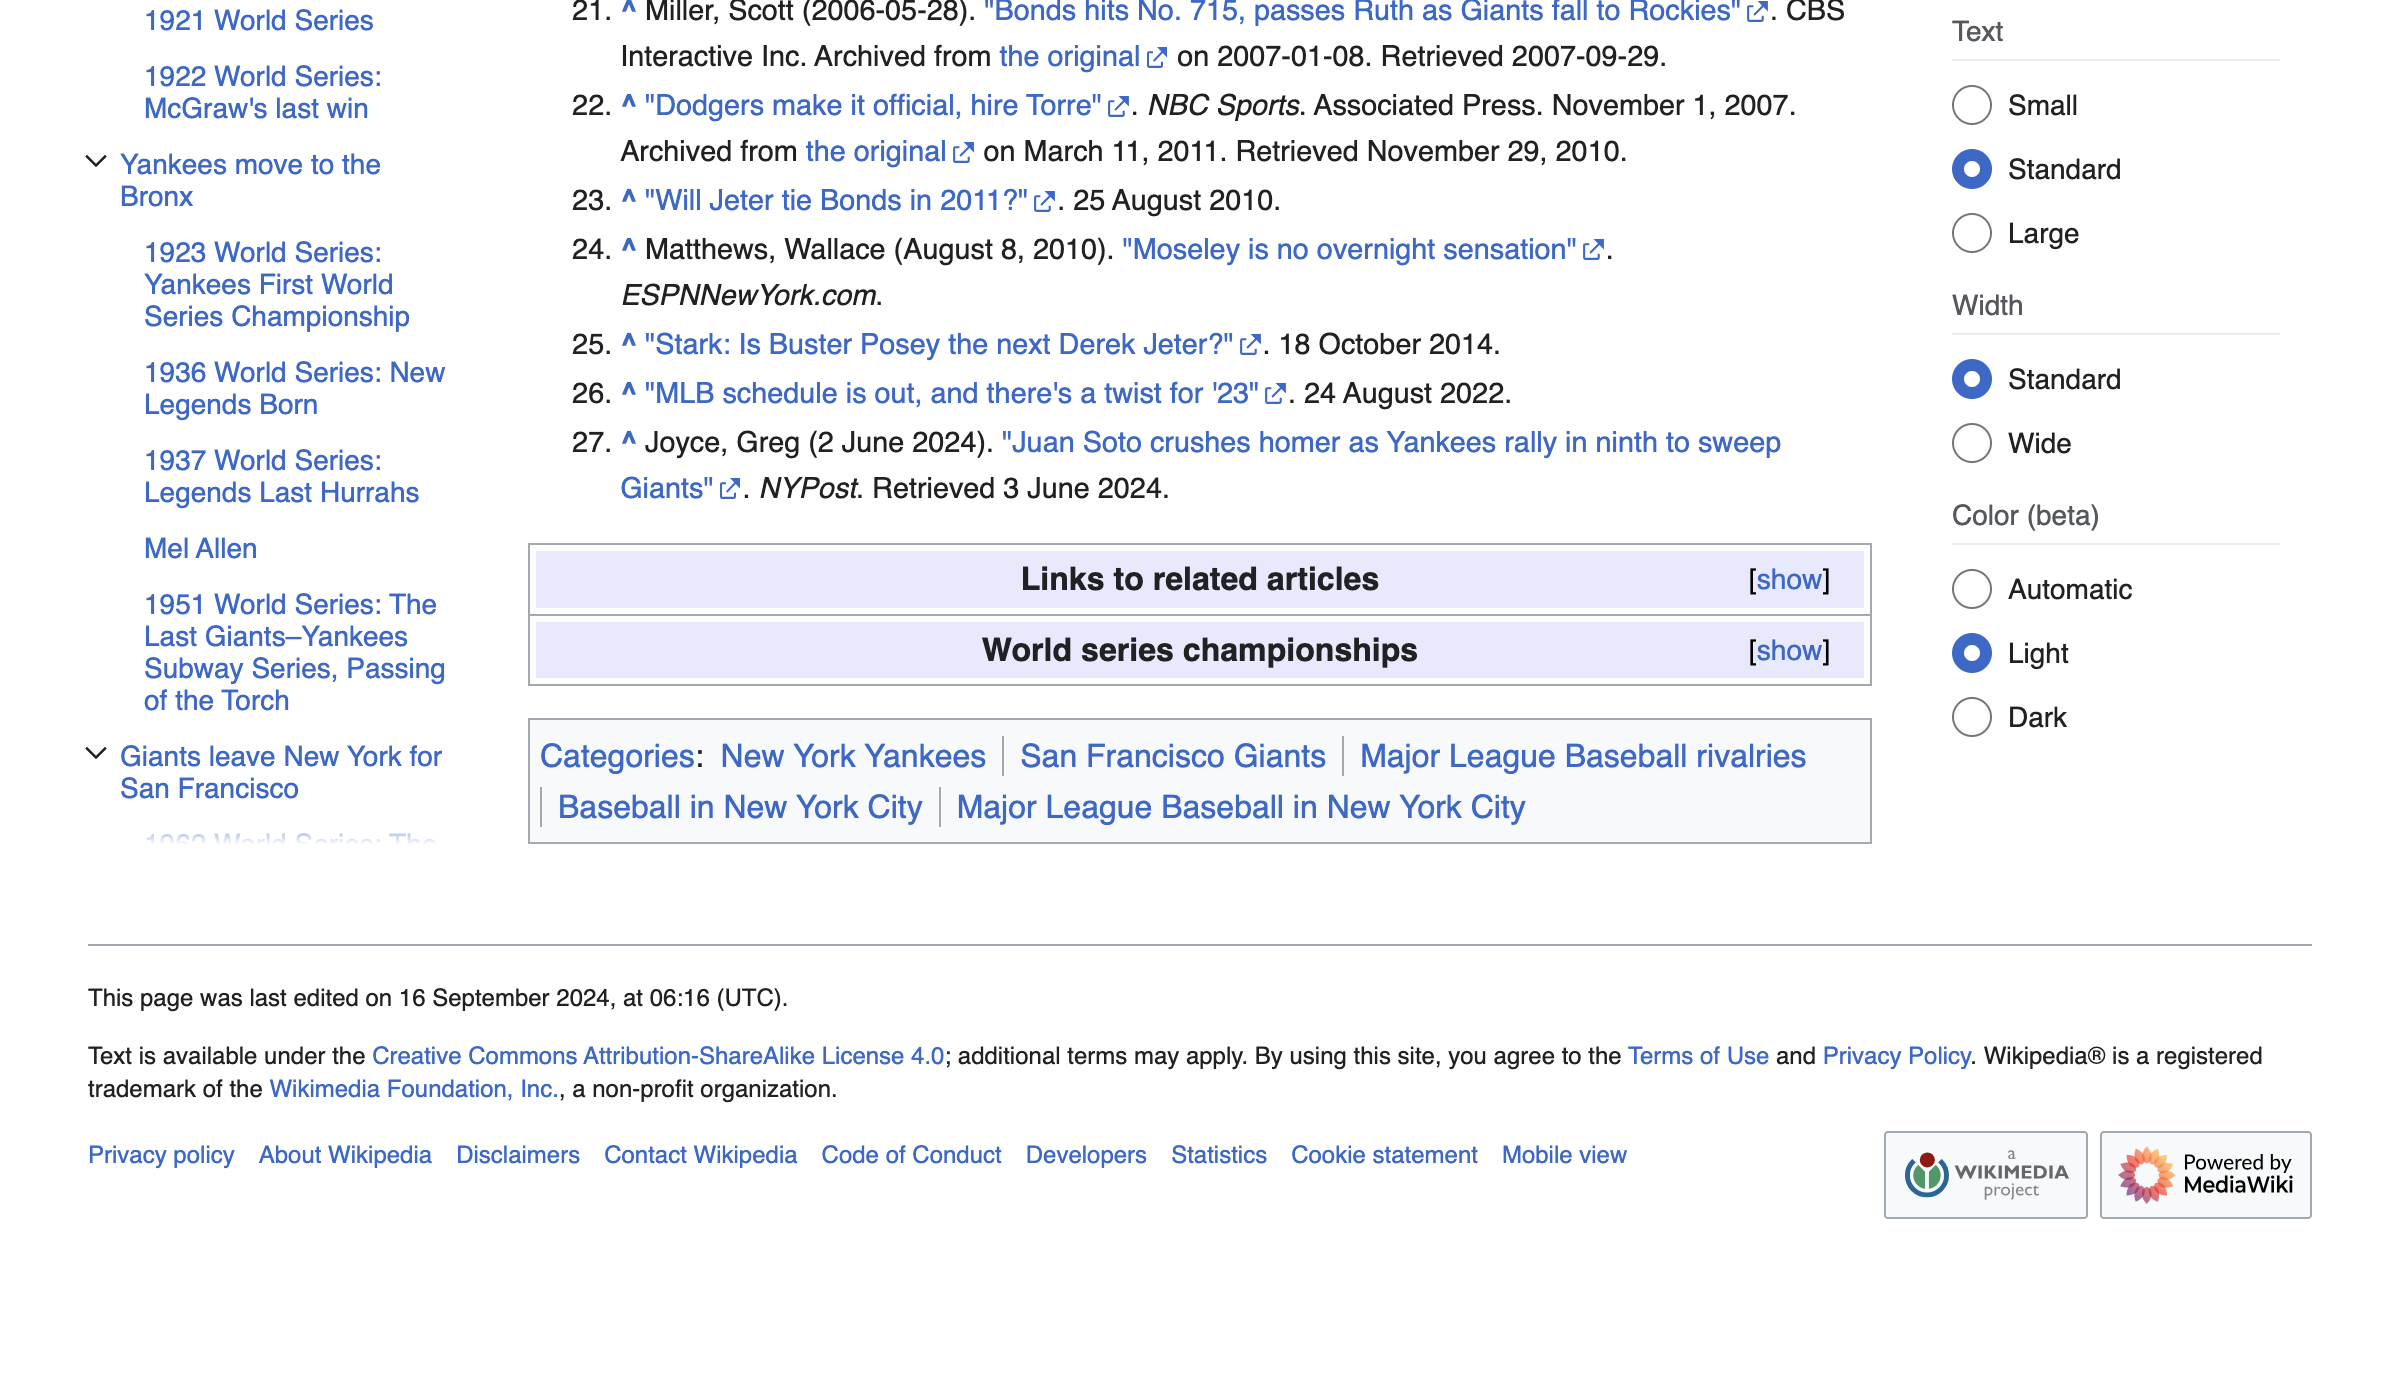 1921 World Series
1922 World Series:
McGraw's last win
Yankees move to the
Bronx
1923 World Series:
Yankees First World
Series Championship
1936 World Series: New
Legends Born
1937 World Series:
Legends Last Hurrahs
Mel Allen
1951 World Series: The
Last Giants–Yankees
Subway Series, Passing
of the Torch
Giants leave New York for
San Francisco
1962 World Series: The
21. ^ Miller, Scott (2006-05-28). "Bonds hits No. 715, passes Ruth as Giants fall to Rockies". CBS
Interactive Inc. Archived from the original on 2007-01-08. Retrieved 2007-09-29.
22. ^ "Dodgers make it official, hire Torre". NBC Sports. Associated Press. November 1, 2007.
Archived from the original on March 11, 2011. Retrieved November 29, 2010.
23. ^ "Will Jeter tie Bonds in 2011?". 25 August 2010.
24. ^ Matthews, Wallace (August 8, 2010). "Moseley is no overnight sensation".
ESPNNewYork.com.
25. ^ "Stark: Is Buster Posey the next Derek Jeter?". 18 October 2014.
26. ^ "MLB schedule is out, and there's a twist for '23". 24 August 2022.
27. ^ Joyce, Greg (2 June 2024). "Juan Soto crushes homer as Yankees rally in ninth to sweep
Giants". NYPost. Retrieved 3 June 2024.
Links to related articles [show]
World series championships [show]
Categories: New York Yankees | San Francisco Giants | Major League Baseball rivalries
| Baseball in New York City | Major League Baseball in New York City
Text
Small
Standard
Large
Width
Standard
Wide
Color (beta)
Automatic
Light
Dark
This page was last edited on 16 September 2024, at 06:16 (UTC).
Text is available under the Creative Commons Attribution-ShareAlike License 4.0; additional terms may apply. By using this site, you agree to the Terms of Use and Privacy Policy. Wikipedia® is a registered
trademark of the Wikimedia Foundation, Inc., a non-profit organization.
Privacy policy About Wikipedia Disclaimers Contact Wikipedia Code of Conduct Developers Statistics Cookie statement Mobile view
a
WIKIMEDIA
project
Powered by
MediaWiki